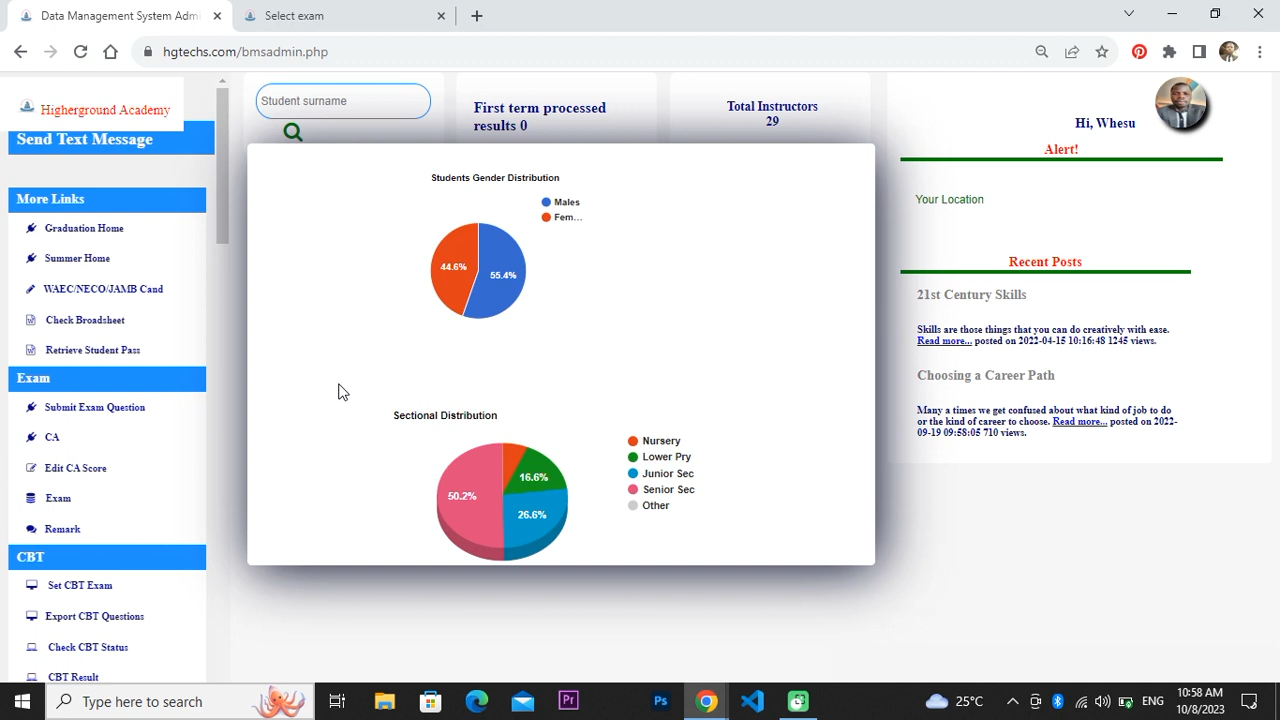 Data Management System Admi
Select exam
hgtechs.com/bmsadmin.php
Higherground Academy
Send Text Message
More Links
Graduation Home
Summer Home
WAEC/NECO/JAMB Cand
Check Broadsheet
Retrieve Student Pass
Exam
Submit Exam Question
CA
Edit CA Score
Exam
Remark
CBT
Set CBT Exam
Export CBT Questions
Check CBT Status
CBT Result
Student surname
First term processed
results 0
Total Instructors
29
Students Gender Distribution
Males
Fem...
44.6%
55.4%
Sectional Distribution
Nursery
Lower Pry
Junior Sec
Senior Sec
Other
16.6%
50.2%
26.6%
Hi, Whesu
Alert!
Your Location
Recent Posts
21st Century Skills
Skills are those things that you can do creatively with ease.
Read more... posted on 2022-04-15 10:16:48 1245 views.
Choosing a Career Path
Many a times we get confused about what kind of job to do
or the kind of career to choose. Read more... posted on 2022-
09-19 09:58:05 710 views.
Type here to search
Pr
Ps
25°C
ENG
10:58 AM
10/8/2023